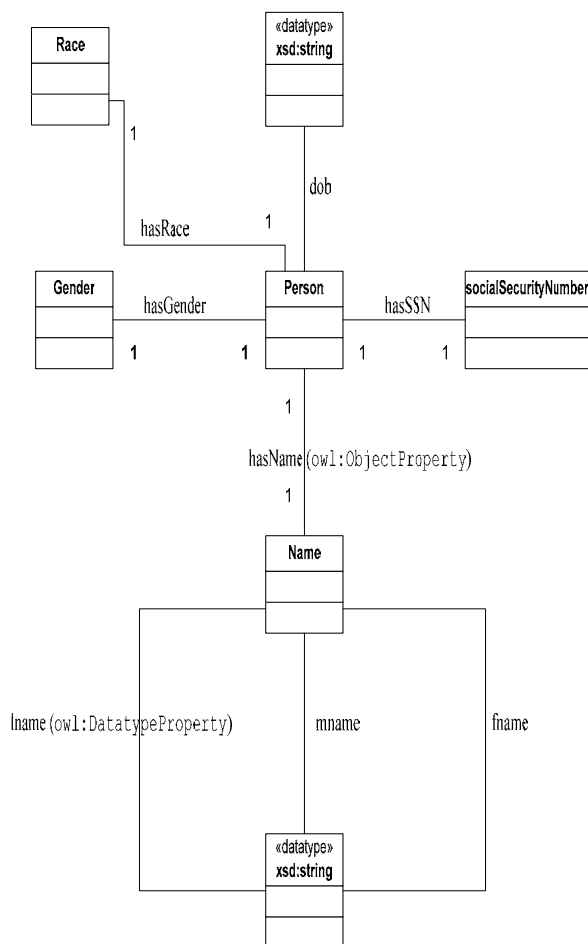 Race
«datatype»
xsd:string
1
dob
1
hasRace
Gender
hasGender
Person
hasSSN
socialSecurityNumber
1
1
1
1
1
hasName(owl:ObjectProperty)
1
Name
lname(owl:DatatypeProperty)
mname
fname
«datatype»
xsd:string